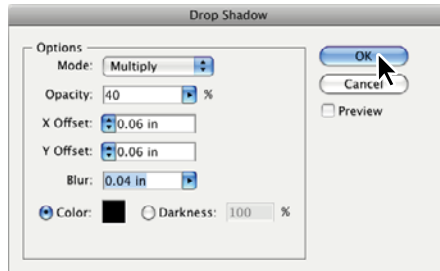 Drop Shadow
Options
Mode: Multiply
Opacity: 40 %
X Offset: 0.06 in
Y Offset: 0.06 in
Blur: 0.04 in
Color: Darkness: 100 %
OK
Cancel
Preview